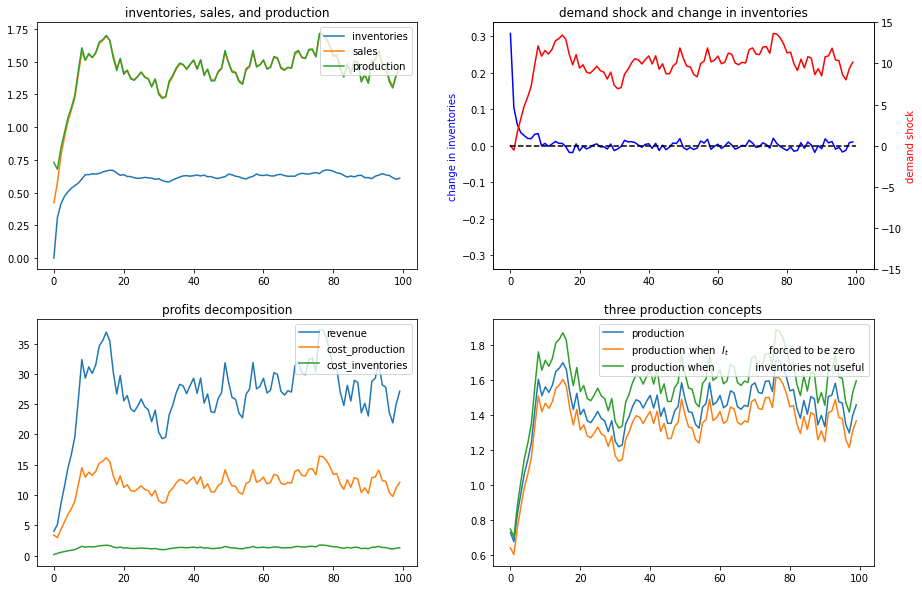 inventories, sales, and production
1.75
1.50
1.25
1.00
0.75
0.50
0.25
0.00
0 20 40 60 80 100
inventories
sales
production
demand shock and change in inventories
change in inventories
0.3
0.2
0.1
0.0
−0.1
−0.2
−0.3
0 20 40 60 80 100
15
10
5
0
−5
−10
−15
demand shock
profits decomposition
35
30
25
20
15
10
5
0
0 20 40 60 80 100
revenue
cost_production
cost_inventories
three production concepts
1.8
1.6
1.4
1.2
1.0
0.8
0.6
0 20 40 60 80 100
production
production when I_t forced to be zero
production when inventories not useful